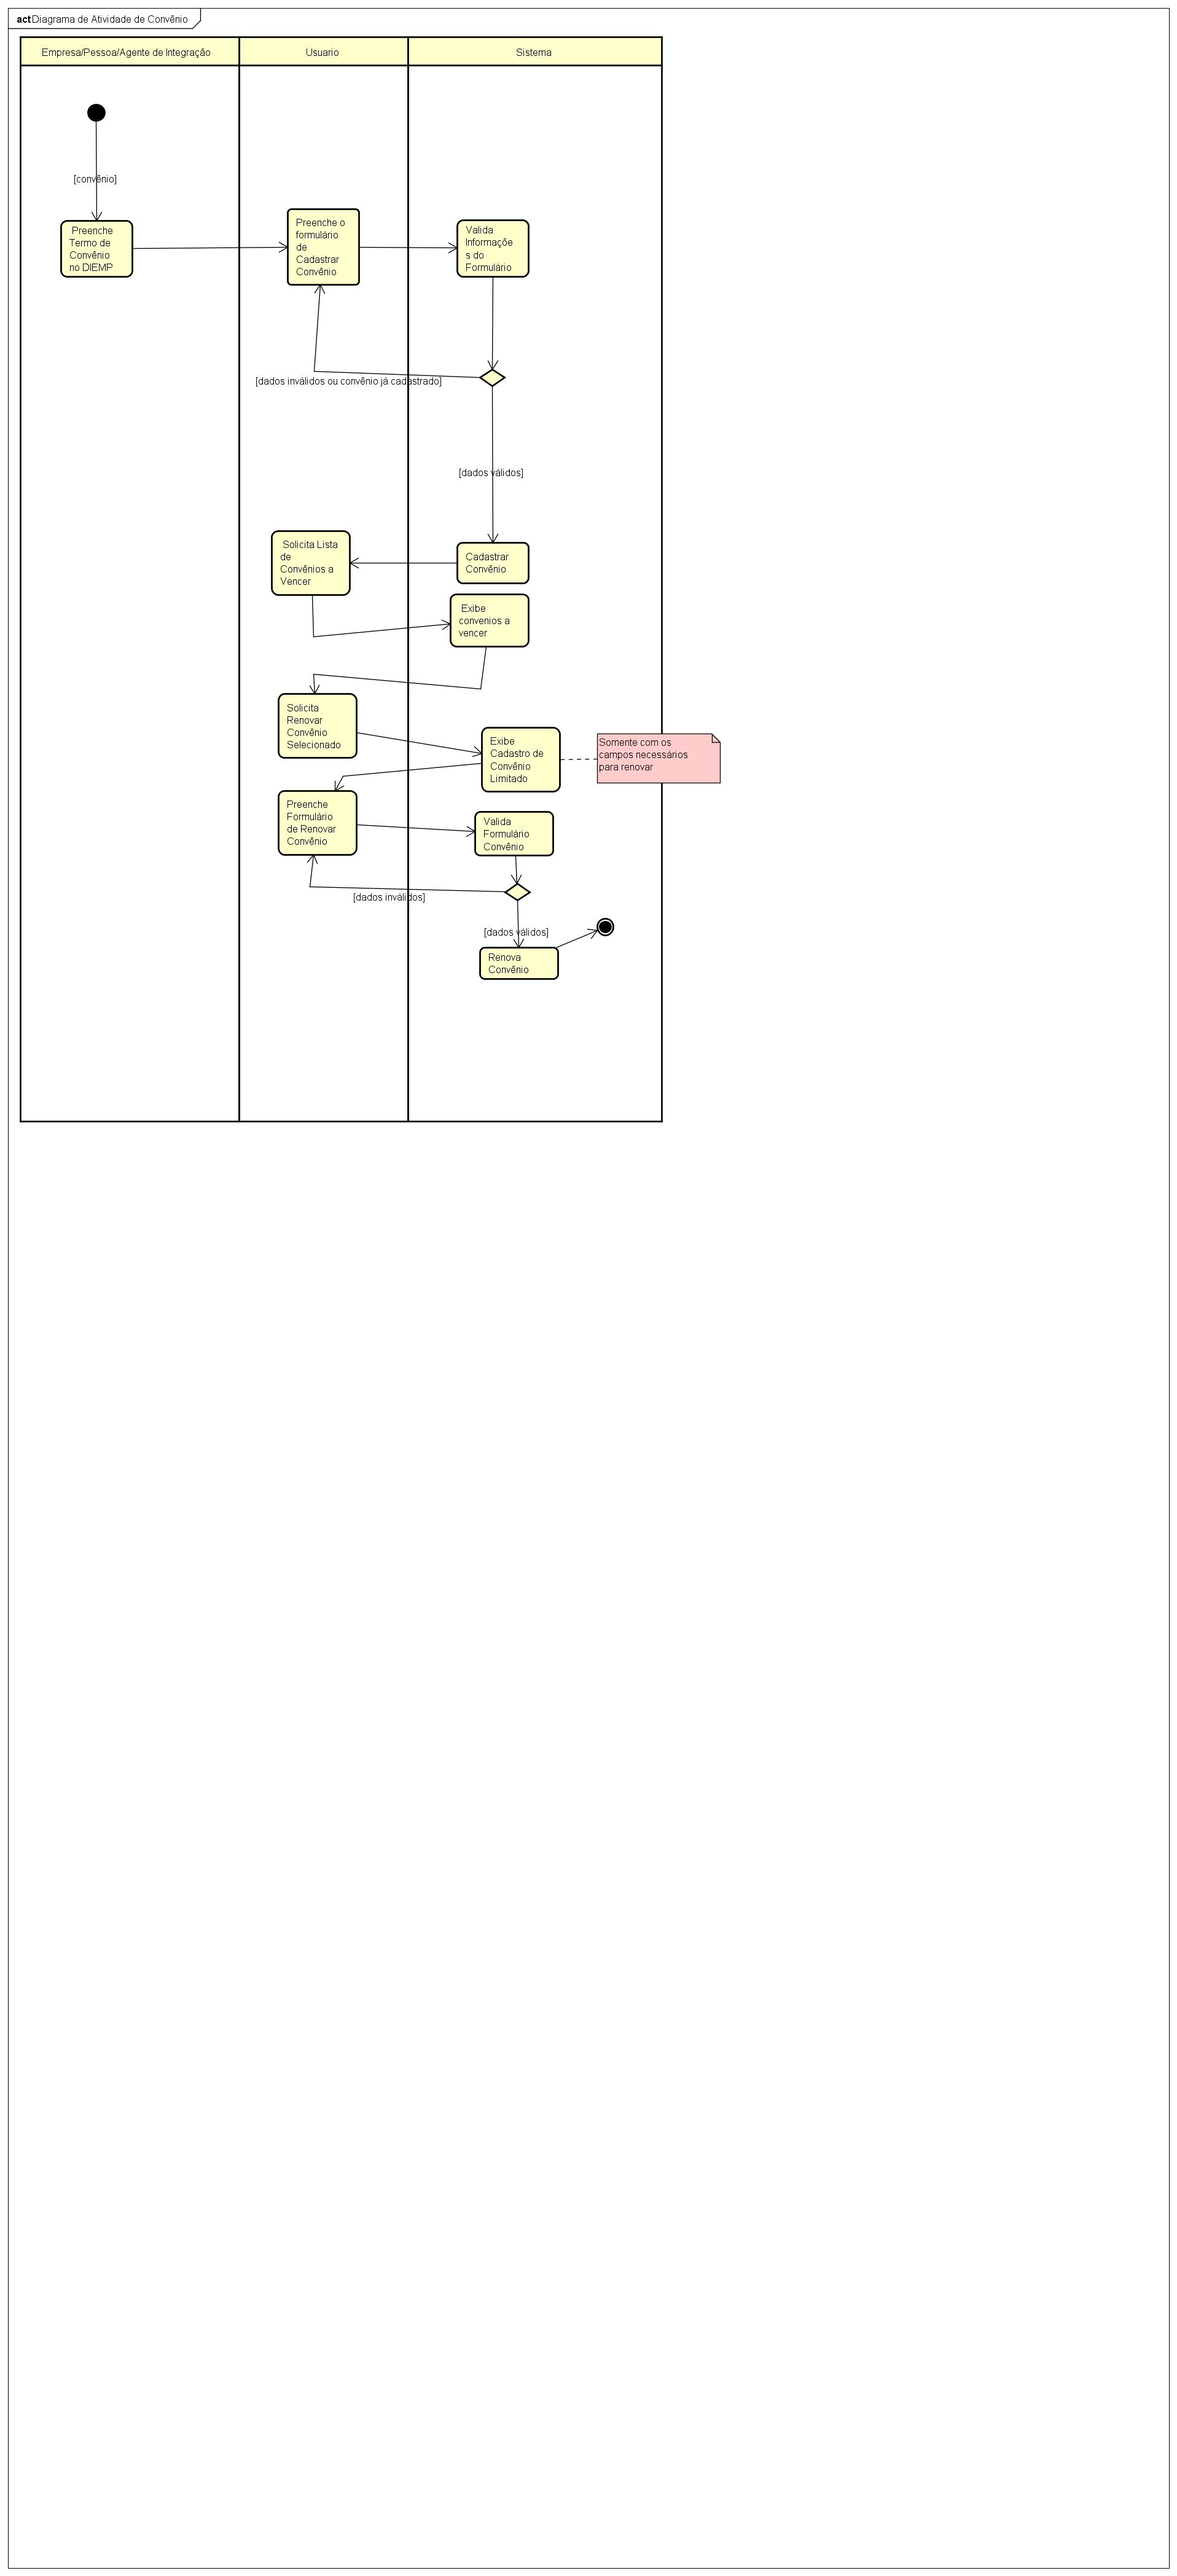 act Diagrama de Atividade de Convênio
Empresa/Pessoa/Agente de Integração
Usuario
Sistema
[convênio]
Preenche
Termo de
Convênio
no DIEMP
Preenche o
formulário
de
Cadastrar
Convênio
Valida
Informaçõe
s do
Formulário
[dados inválidos ou convênio já cadastrado]
[dados válidos]
Solicita Lista
de
Convênios a
Vencer
Cadastrar
Convênio
Exibe
convenios a
vencer
Solicita
Renovar
Convênio
Selecionado
Exibe
Cadastro de
Convênio
Limitado
Somente com os
campos necessários
para renovar
Preenche
Formulário
de Renovar
Convênio
Valida
Formulário
Convênio
[dados inválidos]
[dados válidos]
Renova
Convênio